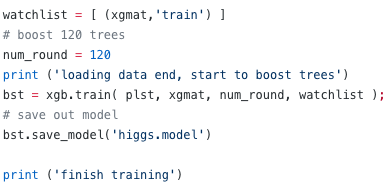 watchlist = [ (xgmat,'train') ]
# boost 120 trees
num_round = 120
print ('loading data end, start to boost trees')
bst = xgb.train( plst, xgmat, num_round, watchlist );
# save out model
bst.save_model('higgs.model')
print ('finish training')